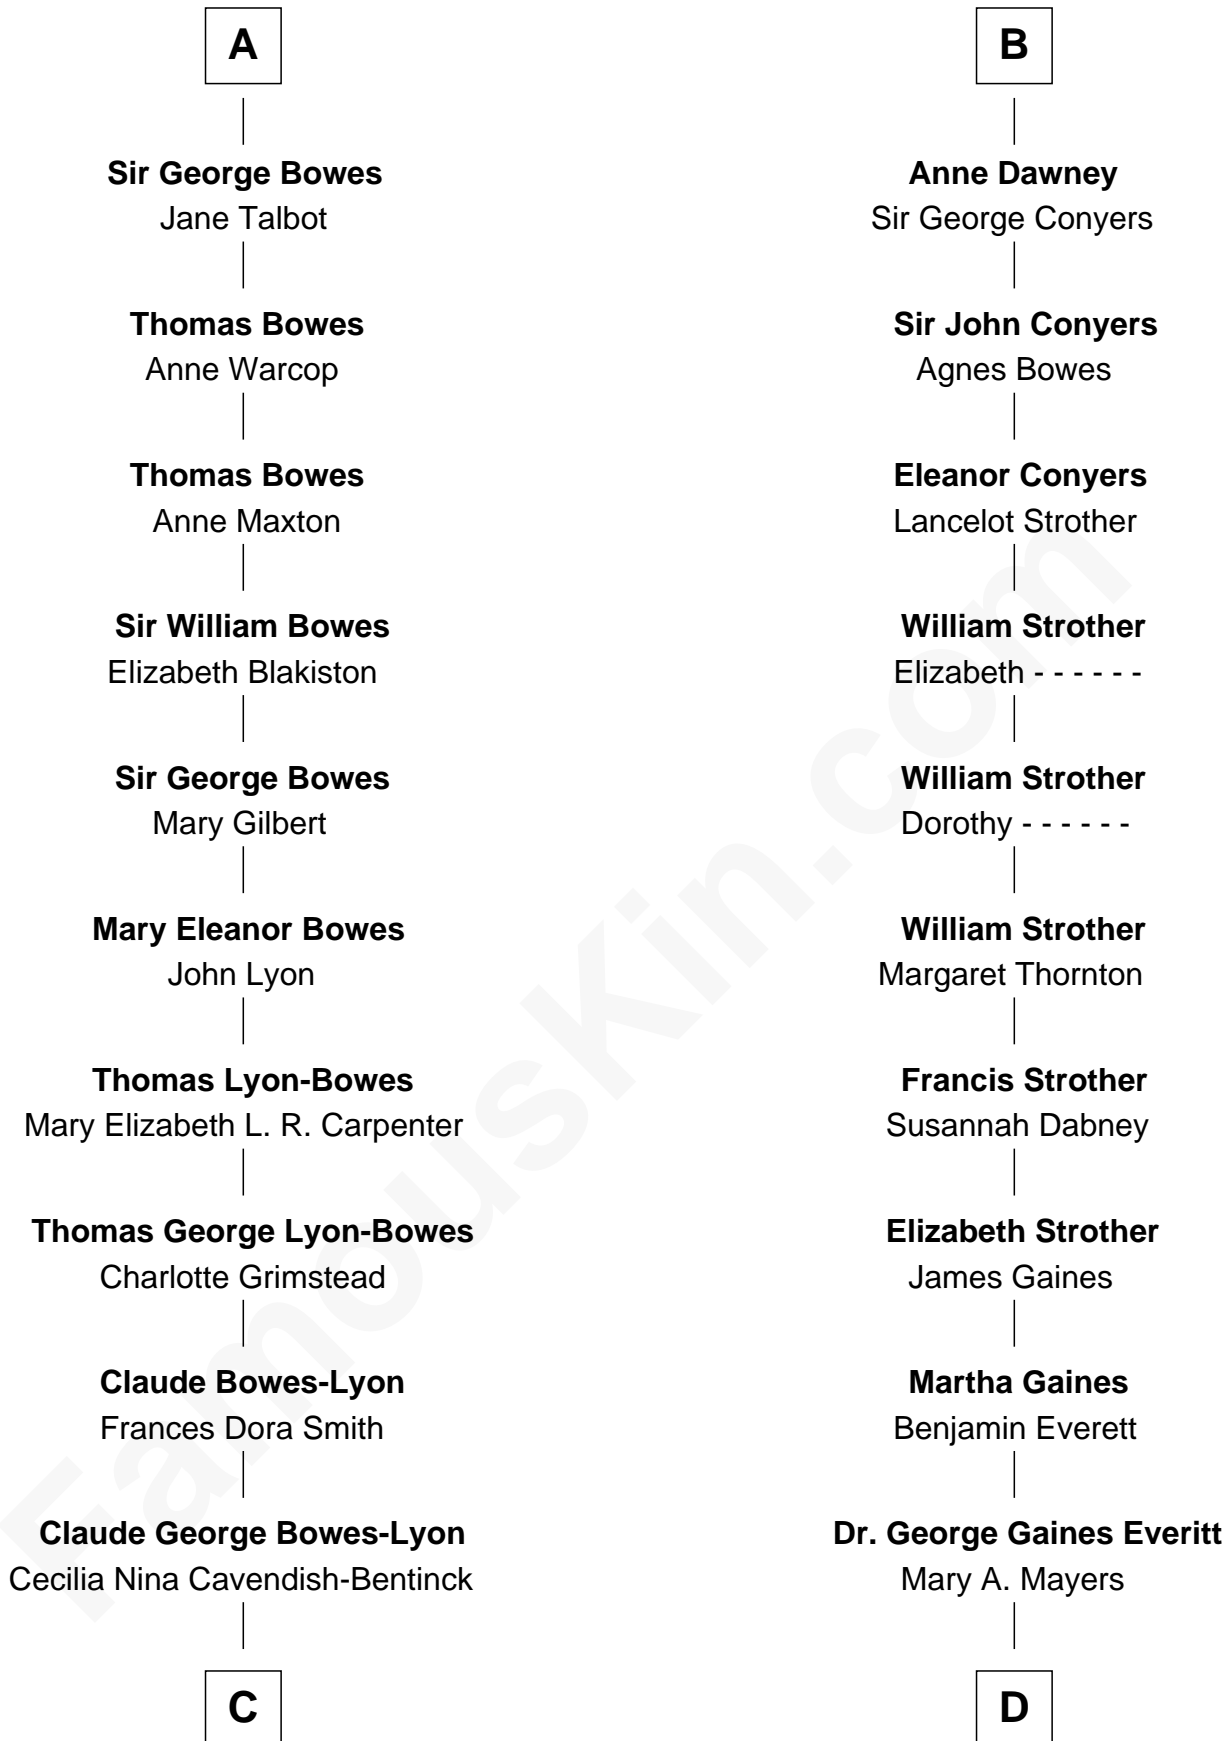 A
Sir George Bowes
Jane Talbot
Thomas Bowes
Anne Warcop
Thomas Bowes
Anne Maxton
Sir William Bowes
Elizabeth Blakiston
Sir George Bowes
Mary Gilbert
Mary Eleanor Bowes
John Lyon
Thomas Lyon-Bowes
Mary Elizabeth L. R. Carpenter
Thomas George Lyon-Bowes
Charlotte Grimstead
Claude Bowes-Lyon
Frances Dora Smith
Claude George Bowes-Lyon
Cecilia Nina Cavendish-Bentinck
C
B
Anne Dawney
Sir George Conyers
Sir John Conyers
Agnes Bowes
Eleanor Conyers
Lancelot Strother
William Strother
Elizabeth - - - - - -
William Strother
Dorothy - - - - - -
William Strother
Margaret Thornton
Francis Strother
Susannah Dabney
Elizabeth Strother
James Gaines
Martha Gaines
Benjamin Everett
Dr. George Gaines Everitt
Mary A. Mayers
D
FamousKin.com